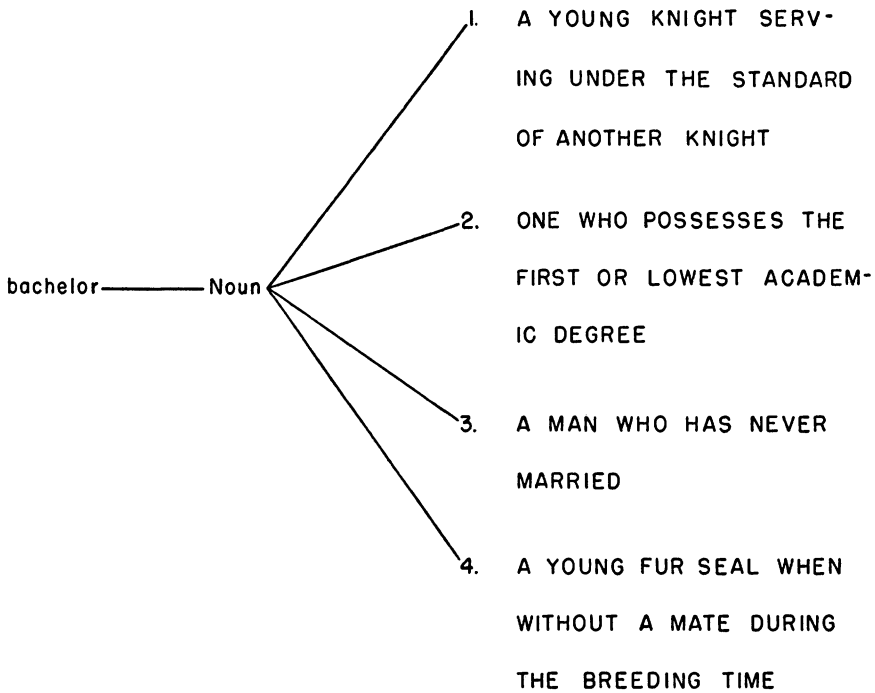 1. A YOUNG KNIGHT SERV-
ING UNDER THE STANDARD
OF ANOTHER KNIGHT
2. ONE WHO POSSESSES THE
FIRST OR LOWEST ACADEM-
IC DEGREE
bachelor Noun
3. A MAN WHO HAS NEVER
MARRIED
4. A YOUNG FUR SEAL WHEN
WITHOUT A MATE DURING
THE BREEDING TIME